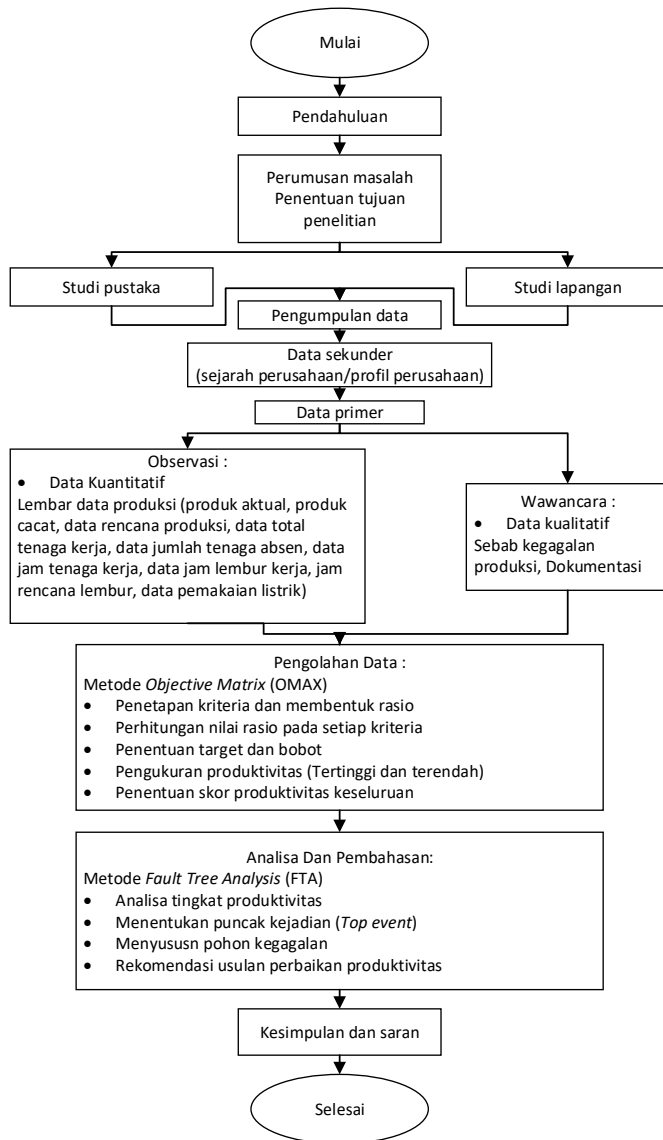 Mulai
Pendahuluan
Perumusan masalah
Penentuan tujuan
penelitian
Studi pustaka
Studi lapangan
Pengumpulan data
Data sekunder
(sejarah perusahaan/profil perusahaan)
Data primer
Observasi :
• Data Kuantitatif
Lembar data produksi (produk aktual, produk
cacat, data rencana produksi, data total
tenaga kerja, data jumlah tenaga absen, data
jam tenaga kerja, data jam lembur kerja, jam
rencana lembur, data pemakaian listrik)
Wawancara :
• Data kualitatif
Sebab kegagalan
produksi, Dokumentasi
Pengolahan Data :
Metode Objective Matrix (OMAX)
• Penetapan kriteria dan membentuk rasio
• Perhitungan nilai rasio pada setiap kriteria
• Penentuan target dan bobot
• Pengukuran produktivitas (Tertinggi dan terendah)
• Penentuan skor produktivitas keseluruan
Analisa Dan Pembahasan:
Metode Fault Tree Analysis (FTA)
• Analisa tingkat produktivitas
• Menentukan puncak kejadian (Top event)
• Menyususn pohon kegagalan
• Rekomendasi usulan perbaikan produktivitas
Kesimpulan dan saran
Selesai